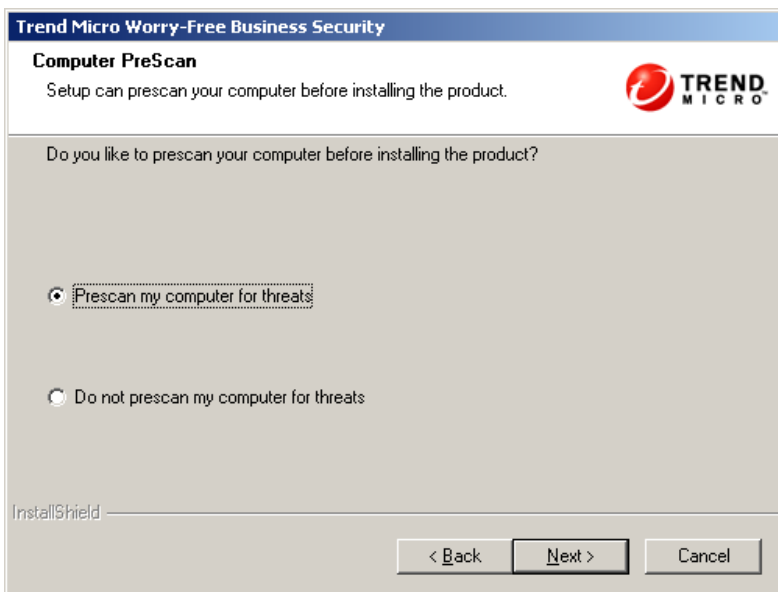 Trend Micro Worry-Free Business Security
Computer PreScan
Setup can prescan your computer before installing the product.
TREND
MICRO
Do you like to prescan your computer before installing the product?
Prescan my computer for threats
Do not prescan my computer for threats
InstallShield
< Back
Next >
Cancel